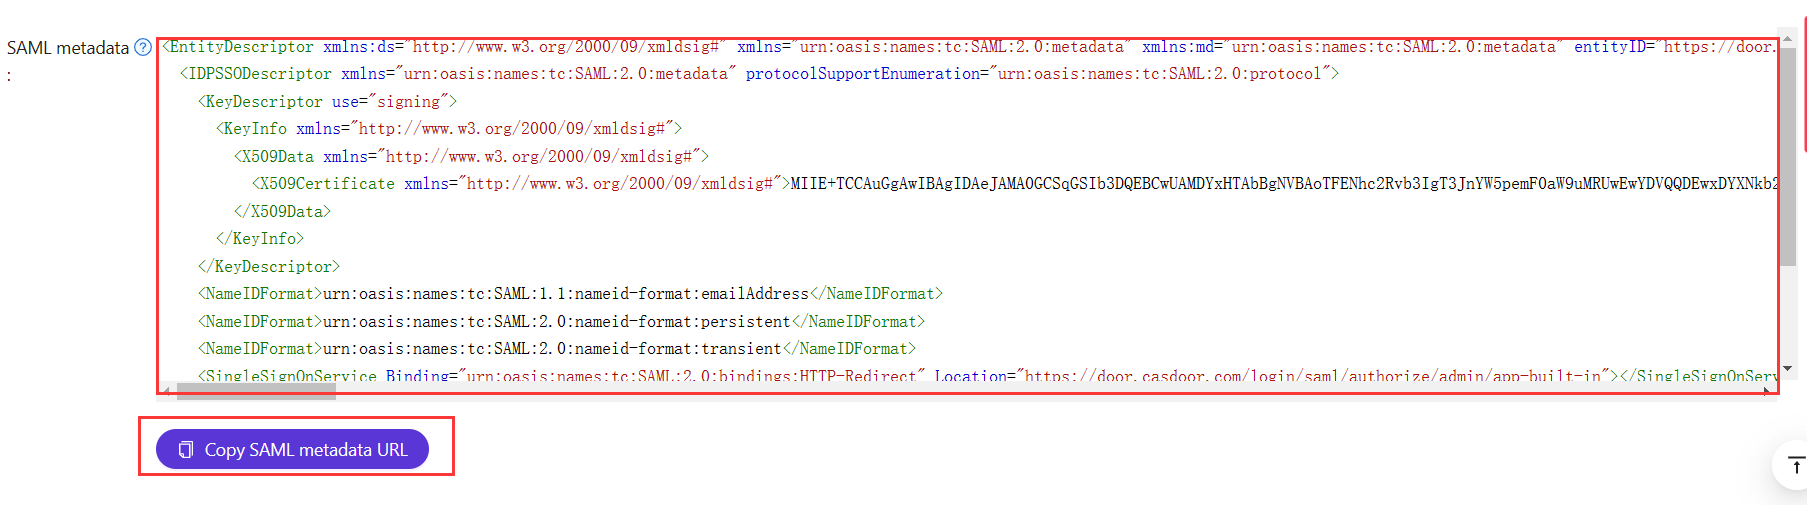 SAML metadata ? :
<EntityDescriptor xmlns:ds="http://www.w3.org/2000/09/xmldsig#" xmlns="urn:oasis:names:tc:SAML:2.0:metadata" xmlns:md="urn:oasis:names:tc:SAML:2.0:metadata" entityID="https://door.
<IDPSSODescriptor xmlns="urn:oasis:names:tc:SAML:2.0:metadata" protocolSupportEnumeration="urn:oasis:names:tc:SAML:2.0:protocol">
<KeyDescriptor use="signing">
<KeyInfo xmlns="http://www.w3.org/2000/09/xmldsig#">
<X509Data xmlns="http://www.w3.org/2000/09/xmldsig#">
<X509Certificate xmlns="http://www.w3.org/2000/09/xmldsig#">MIIE+TCCAuGgAwIBAgIDAeJAMA0GCSqGSIb3DQEBCwUAMDYxHTAbBgNVBAoTFENhc2Rvb3IgT3JnYW5pemF0aW9uMRUwEwYDVQQDEwxDYXNkb2
</X509Data>
</KeyInfo>
</KeyDescriptor>
<NameIDFormat>urn:oasis:names:tc:SAML:1.1:nameid-format:emailAddress</NameIDFormat>
<NameIDFormat>urn:oasis:names:tc:SAML:2.0:nameid-format:persistent</NameIDFormat>
<NameIDFormat>urn:oasis:names:tc:SAML:2.0:nameid-format:transient</NameIDFormat>
<SingleSignOnService Binding="urn:oasis:names:tc:SAML:2.0:bindings:HTTP-Redirect" Location="https://door.casdoor.com/login/saml/authorize/admin/app-built-in"></SingleSignOnServ
Copy SAML metadata URL